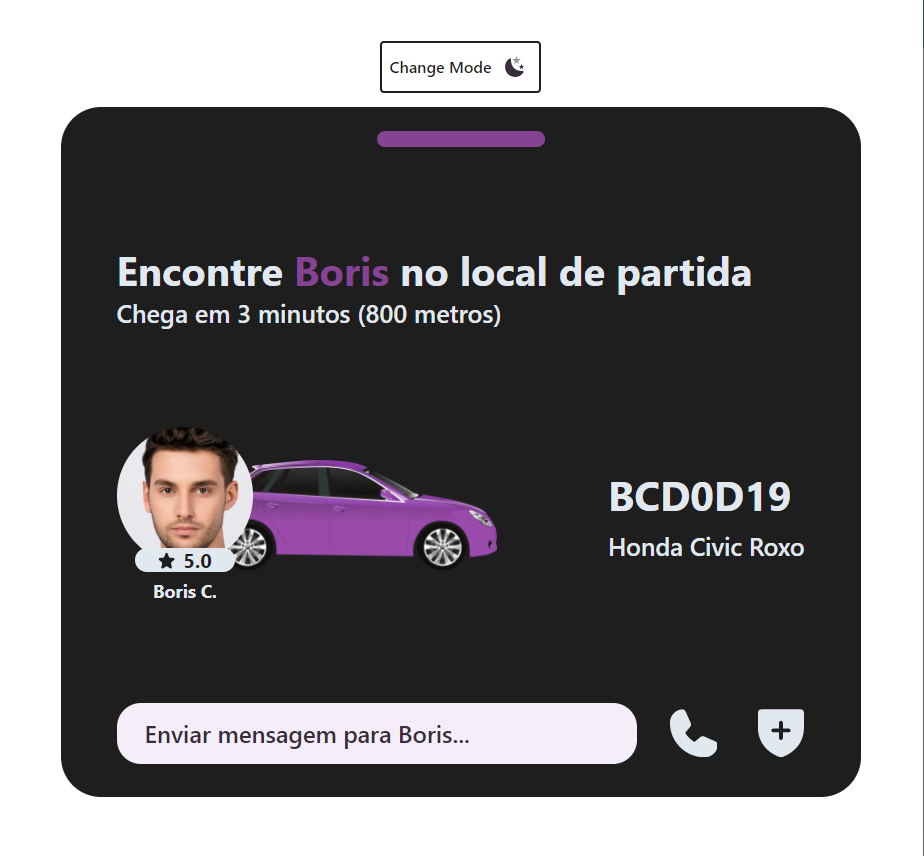 Change Mode
Encontre Boris no local de partida
Chega em 3 minutos (800 metros)
BCD0D19
Honda Civic Roxo
5.0
Boris C.
Enviar mensagem para Boris...